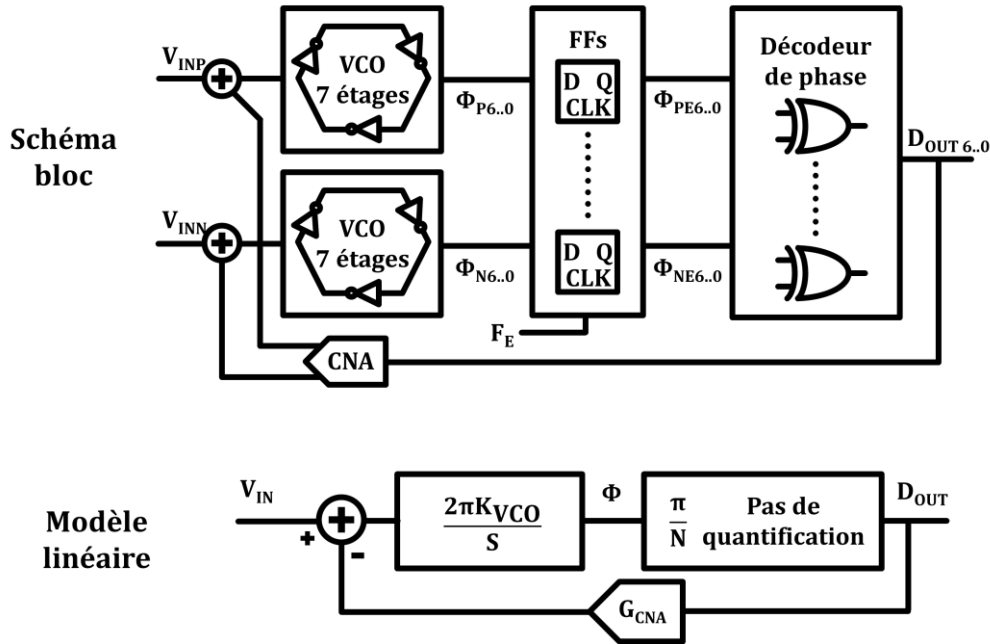 Schéma
bloc
V_INP
V_INN
VCO
7 étages
VCO
7 étages
Φ_P6..0
Φ_N6..0
FFs
D Q
CLK
D Q
CLK
F_E
Φ_PE6..0
Φ_NE6..0
Décodeur
de phase
D_OUT 6..0
CNA
Modèle
linéaire
V_IN
+
-
2πK_VCO
S
Φ
π
N
Pas de
quantification
D_OUT
G_CNA